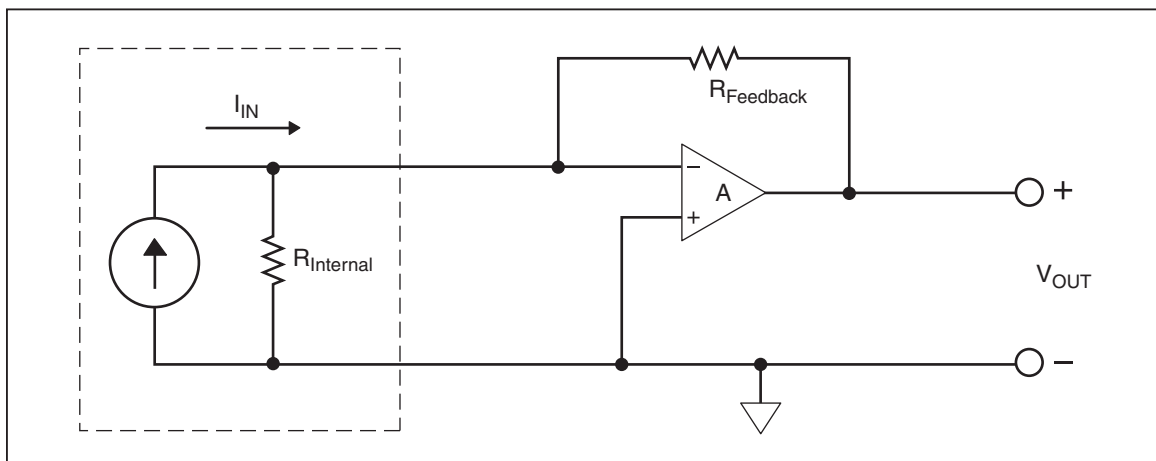 R_Feedback
I_IN
−
A
+
+
R_Internal
V_OUT
−